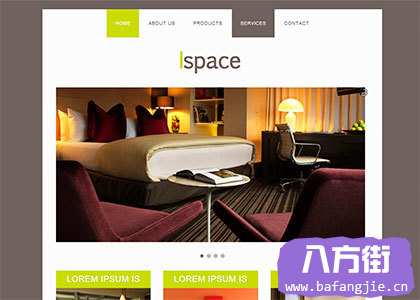 HOME ABOUT US PRODUCTS SERVICES CONTACT
Ispace
LOREM IPSUM IS LOREM IPSUM IS
八方街
www.bafangjie.cn